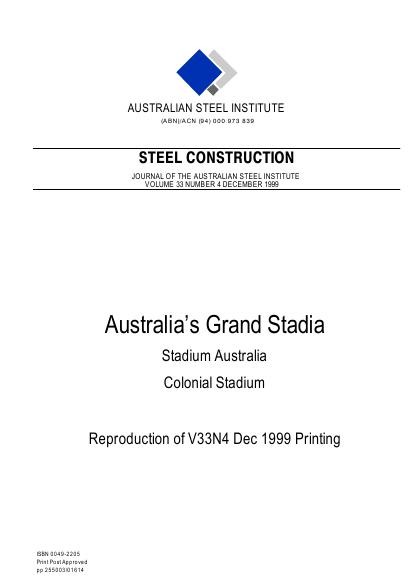 AUSTRALIAN STEEL INSTITUTE
(ABN)/ACN (94) 000 973 839
STEEL CONSTRUCTION
JOURNAL OF THE AUSTRALIAN STEEL INSTITUTE
VOLUME 33 NUMBER 4 DECEMBER 1999
Australia's Grand Stadia
Stadium Australia
Colonial Stadium
Reproduction of V33N4 Dec 1999 Printing
ISBN 0049-2205
Print Post Approved
pp 255003/01614